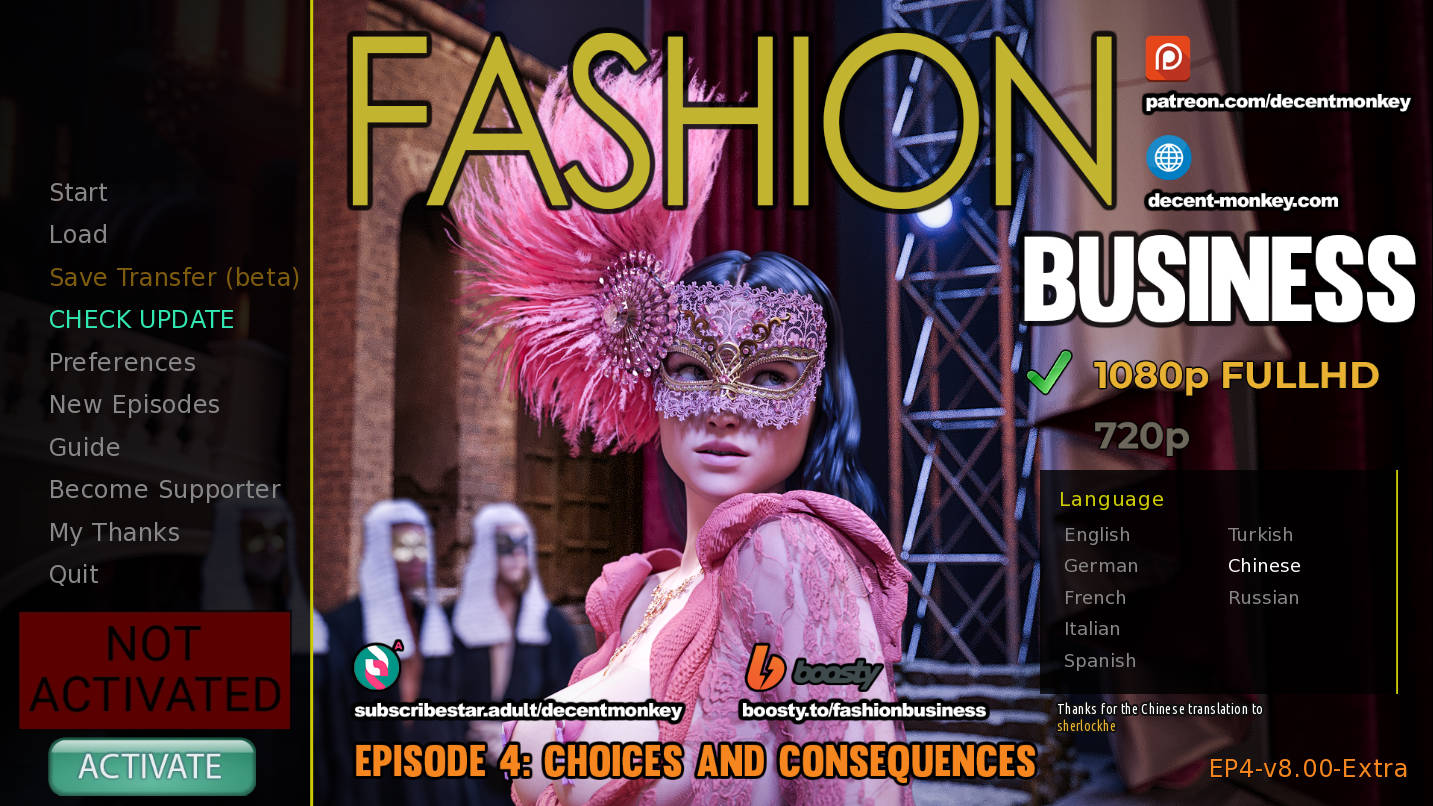 FASHION
BUSINESS
patreon.com/decentmonkey
decent-monkey.com
1080p FULLHD
720p
Start
Load
Save Transfer (beta)
CHECK UPDATE
Preferences
New Episodes
Guide
Become Supporter
My Thanks
Quit
NOT
ACTIVATED
ACTIVATE
Language
English
German
French
Italian
Spanish
Turkish
Chinese
Russian
Thanks for the Chinese translation to
sherlockhe
A
subscribestar.adult/decentmonkey
boosty
boosty.to/fashionbusiness
EPISODE 4: CHOICES AND CONSEQUENCES
EP4-v8.00-Extra